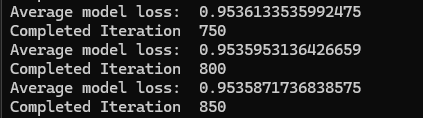 Average model loss:  0.9536133535992475
Completed Iteration  750
Average model loss:  0.9535953136426659
Completed Iteration  800
Average model loss:  0.9535871736838575
Completed Iteration  850